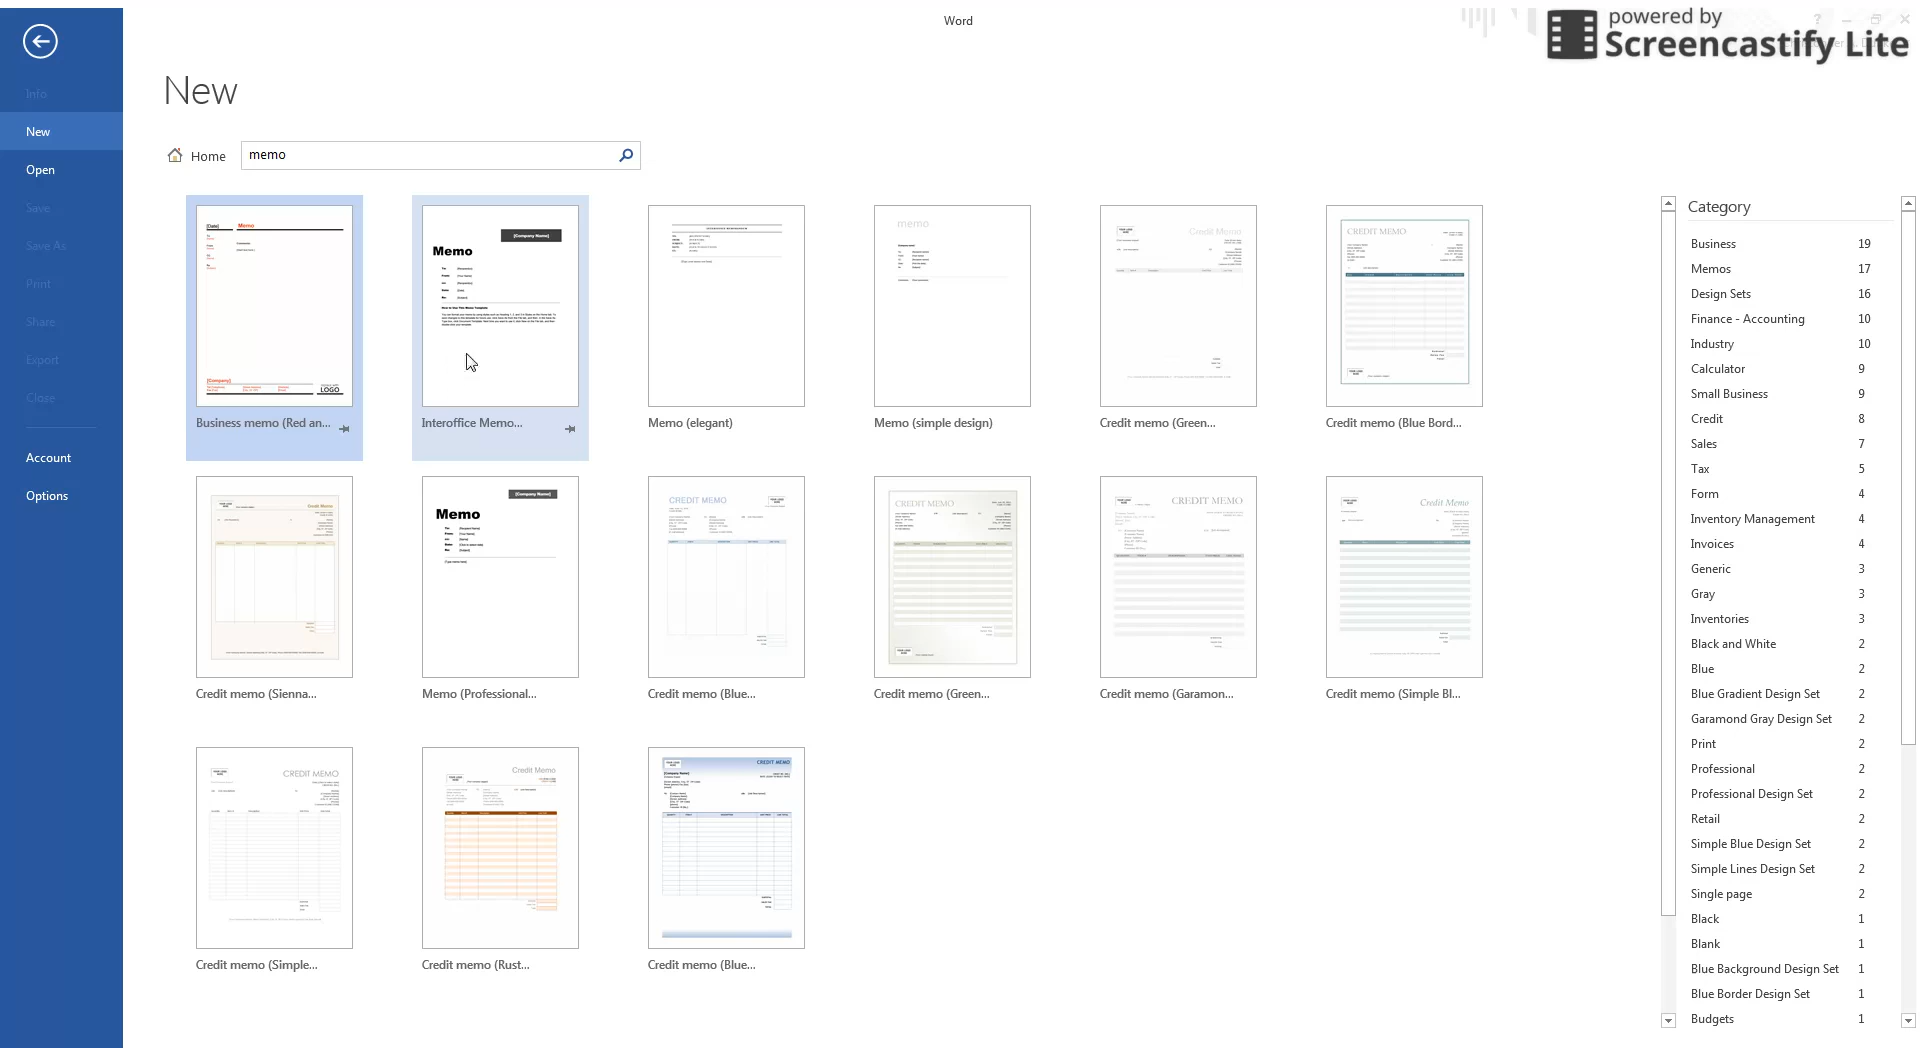 Word
powered by
Screencastify Lite
Info
New
Open
Save
Save As
Print
Share
Export
Close
Account
Options
New
Home
memo
[Date] Memo
[Company]
LOGO
Business memo (Red an...
[Company Name]
Memo
Interoffice Memo...
Memo (elegant)
memo
Memo (simple design)
Credit Memo
Credit memo (Green...
CREDIT MEMO
Credit memo (Blue Bord...
Credit Memo
Credit memo (Sienna...
[Company Name]
Memo
Memo (Professional...
CREDIT MEMO
Credit memo (Blue...
CREDIT MEMO
Credit memo (Green...
CREDIT MEMO
Credit memo (Garamon...
Credit Memo
Credit memo (Simple Bl...
CREDIT MEMO
Credit memo (Simple...
Credit Memo
Credit memo (Rust...
CREDIT MEMO
Credit memo (Blue...
Category
Business 19
Memos 17
Design Sets 16
Finance - Accounting 10
Industry 10
Calculator 9
Small Business 9
Credit 8
Sales 7
Tax 5
Form 4
Inventory Management 4
Invoices 4
Generic 3
Gray 3
Inventories 3
Black and White 2
Blue 2
Blue Gradient Design Set 2
Garamond Gray Design Set 2
Print 2
Professional 2
Professional Design Set 2
Retail 2
Simple Blue Design Set 2
Simple Lines Design Set 2
Single page 2
Black 1
Blank 1
Blue Background Design Set 1
Blue Border Design Set 1
Budgets 1